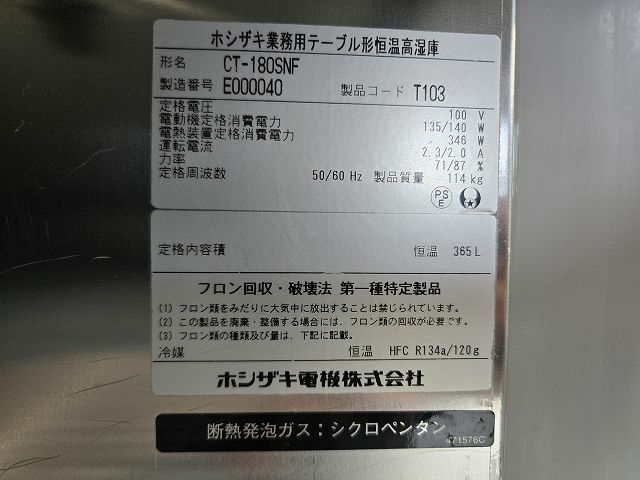 ホシザキ業務用テーブル形恒温高湿庫
形名 CT-180SNF
製造番号 E000040 製品コード T103
定格電圧 100 V
電動機定格消費電力 135/140 W
電熱装置定格消費電力 346 W
運転電流 2.3/2.0 A
力率 71/87 %
定格周波数 50/60 Hz 製品質量 114 kg
PS
E
定格内容積 恒温 365 L
フロン回収・破壊法 第一種特定製品
(1) フロン類をみだりに大気中に放出することは禁じられています。
(2) この製品を廃棄・整備する場合には、フロン類の回収が必要です。
(3) フロン類の種類及び量は、下記に記載。
冷媒 恒温 HFC R134a/120g
ホシザキ電機株式会社
断熱発泡ガス：シクロペンタン
471576C